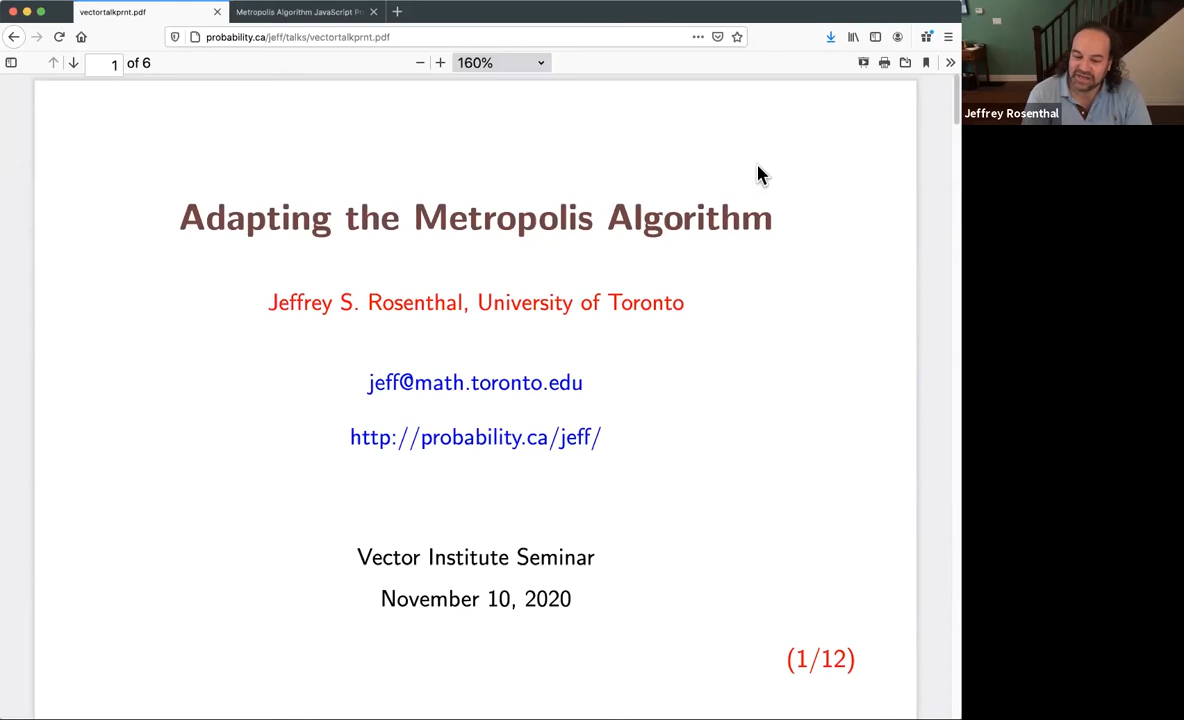 vectortalkprnt.pdf
Metropolis Algorithm JavaScript Pr
probability.ca/jeff/talks/vectortalkprnt.pdf
1 of 6
160%
Jeffrey Rosenthal
Adapting the Metropolis Algorithm
Jeffrey S. Rosenthal, University of Toronto
jeff@math.toronto.edu
http://probability.ca/jeff/
Vector Institute Seminar
November 10, 2020
(1/12)